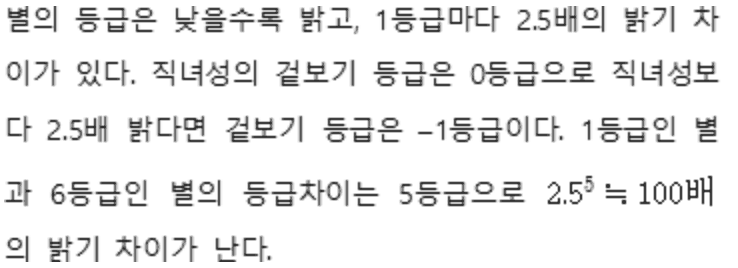 별의 등급은 낮을수록 밝고, 1등급마다 2.5배의 밝기 차
이가 있다. 직녀성의 겉보기 등급은 0등급으로 직녀성보
다 2.5배 밝다면 겉보기 등급은 –1등급이다. 1등급인 별
과 6등급인 별의 등급차이는 5등급으로 2.5⁵ ≒ 100배
의 밝기 차이가 난다.